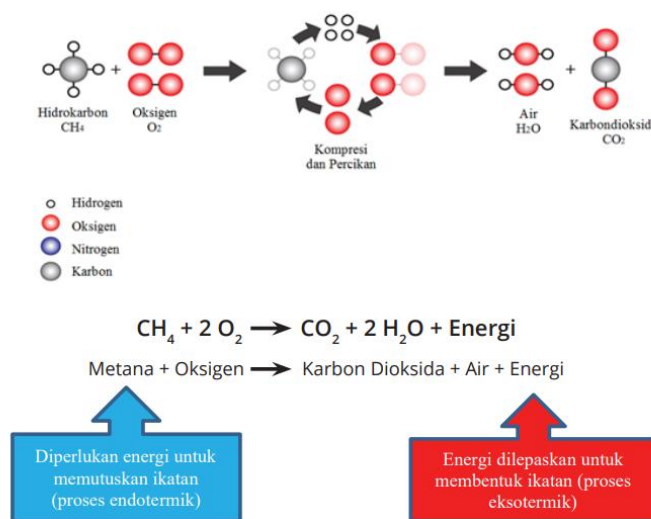 Hidrokarbon
CH4
+
Oksigen
O2
Kompresi
dan Percikan
Air
H2O
+
Karbondioksida
CO2
Hidrogen
Oksigen
Nitrogen
Karbon
CH4 + 2 O2 → CO2 + 2 H2O + Energi
Metana + Oksigen → Karbon Dioksida + Air + Energi
Diperlukan energi untuk
memutuskan ikatan
(proses endotermik)
Energi dilepaskan untuk
membentuk ikatan (proses
eksotermik)